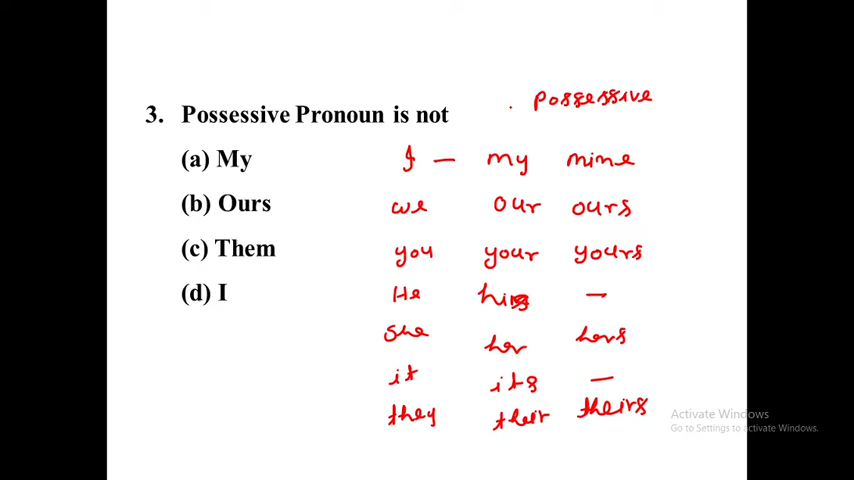 3. Possessive Pronoun is not
. Possessive
(a) My I — my mine
(b) Ours we our ours
(c) Them you your yours
(d) I He his —
she her hers
it its —
they their theirs
Activate Windows
Go to Settings to activate Windows.